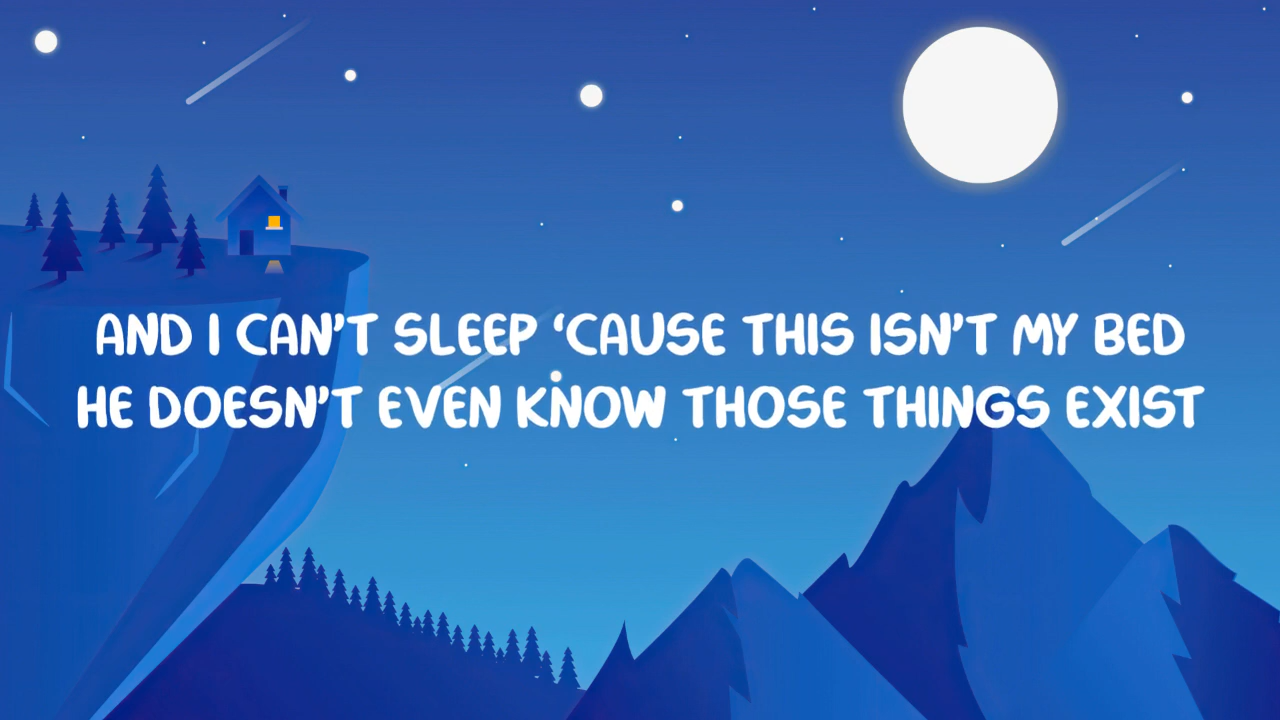 AND I CAN’T SLEEP ‘CAUSE THIS ISN’T MY BED
HE DOESN’T EVEN KNOW THOSE THINGS EXIST